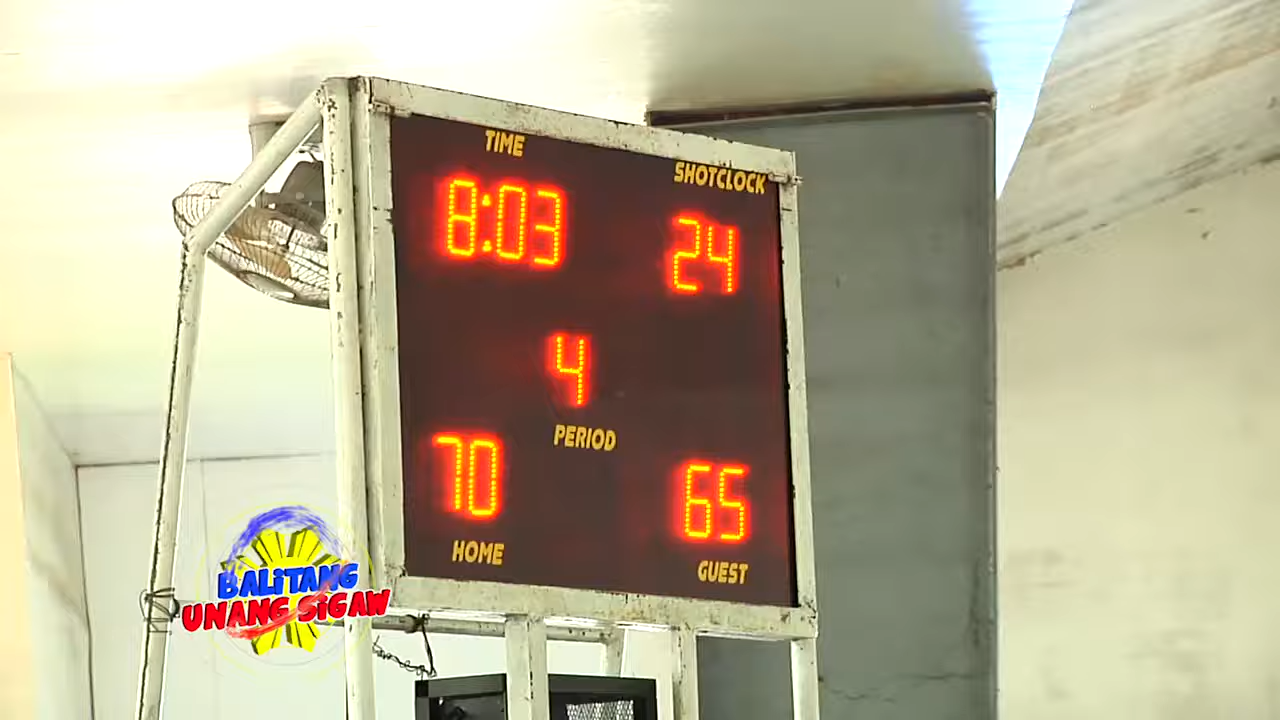 TIME
SHOTCLOCK
8:03
24
4
PERIOD
70
65
HOME
GUEST
BALiTANG
UNANG SiGAW